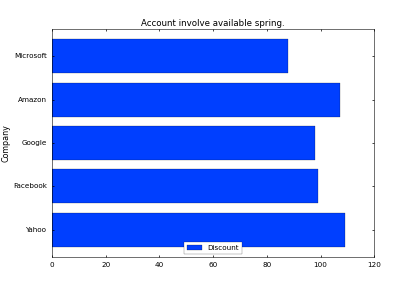 Account involve available spring.
Microsoft
Amazon
Google
Facebook
Yahoo
Company
Discount
0 20 40 60 80 100 120